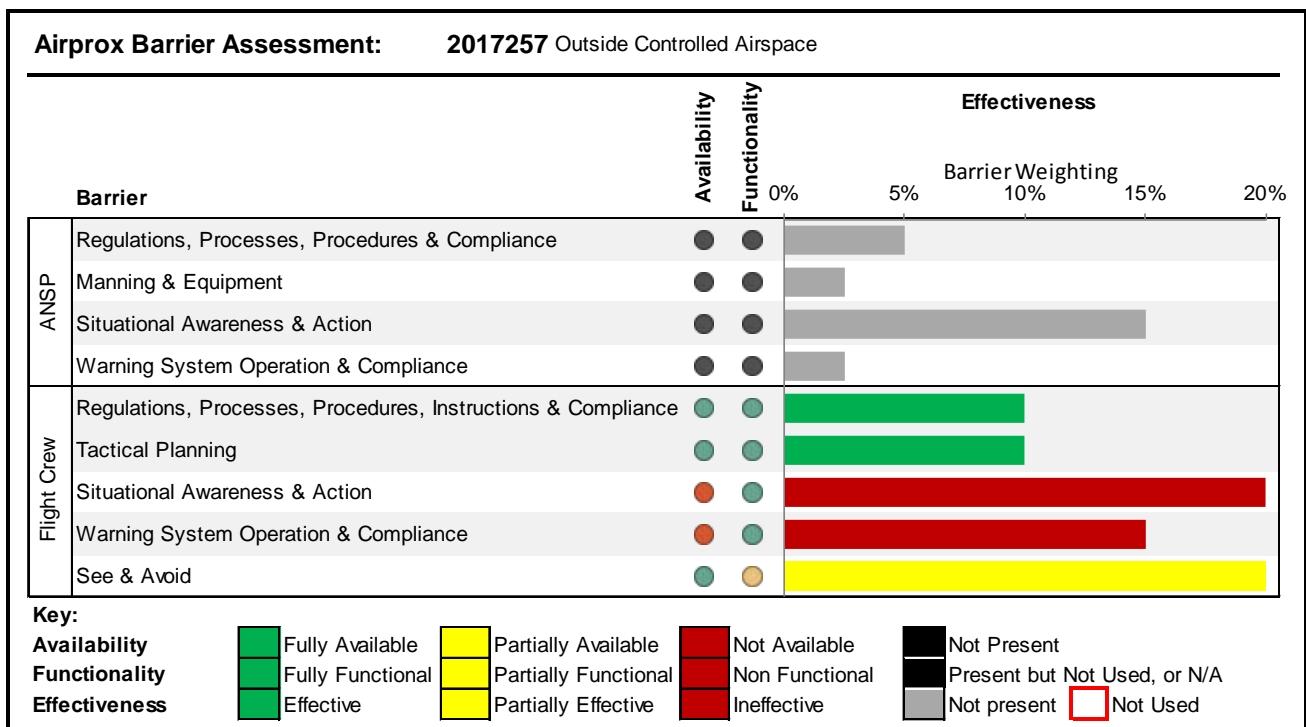 Airprox Barrier Assessment: 2017257 Outside Controlled Airspace
Availability
Functionality
Effectiveness
Barrier Weighting
Barrier
0% 5% 10% 15% 20%
ANSP
Regulations, Processes, Procedures & Compliance
Manning & Equipment
Situational Awareness & Action
Warning System Operation & Compliance
Flight Crew
Regulations, Processes, Procedures, Instructions & Compliance
Tactical Planning
Situational Awareness & Action
Warning System Operation & Compliance
See & Avoid
Key:
Availability Fully Available Partially Available Not Available Not Present
Functionality Fully Functional Partially Functional Non Functional Present but Not Used, or N/A
Effectiveness Effective Partially Effective Ineffective Not present Not Used